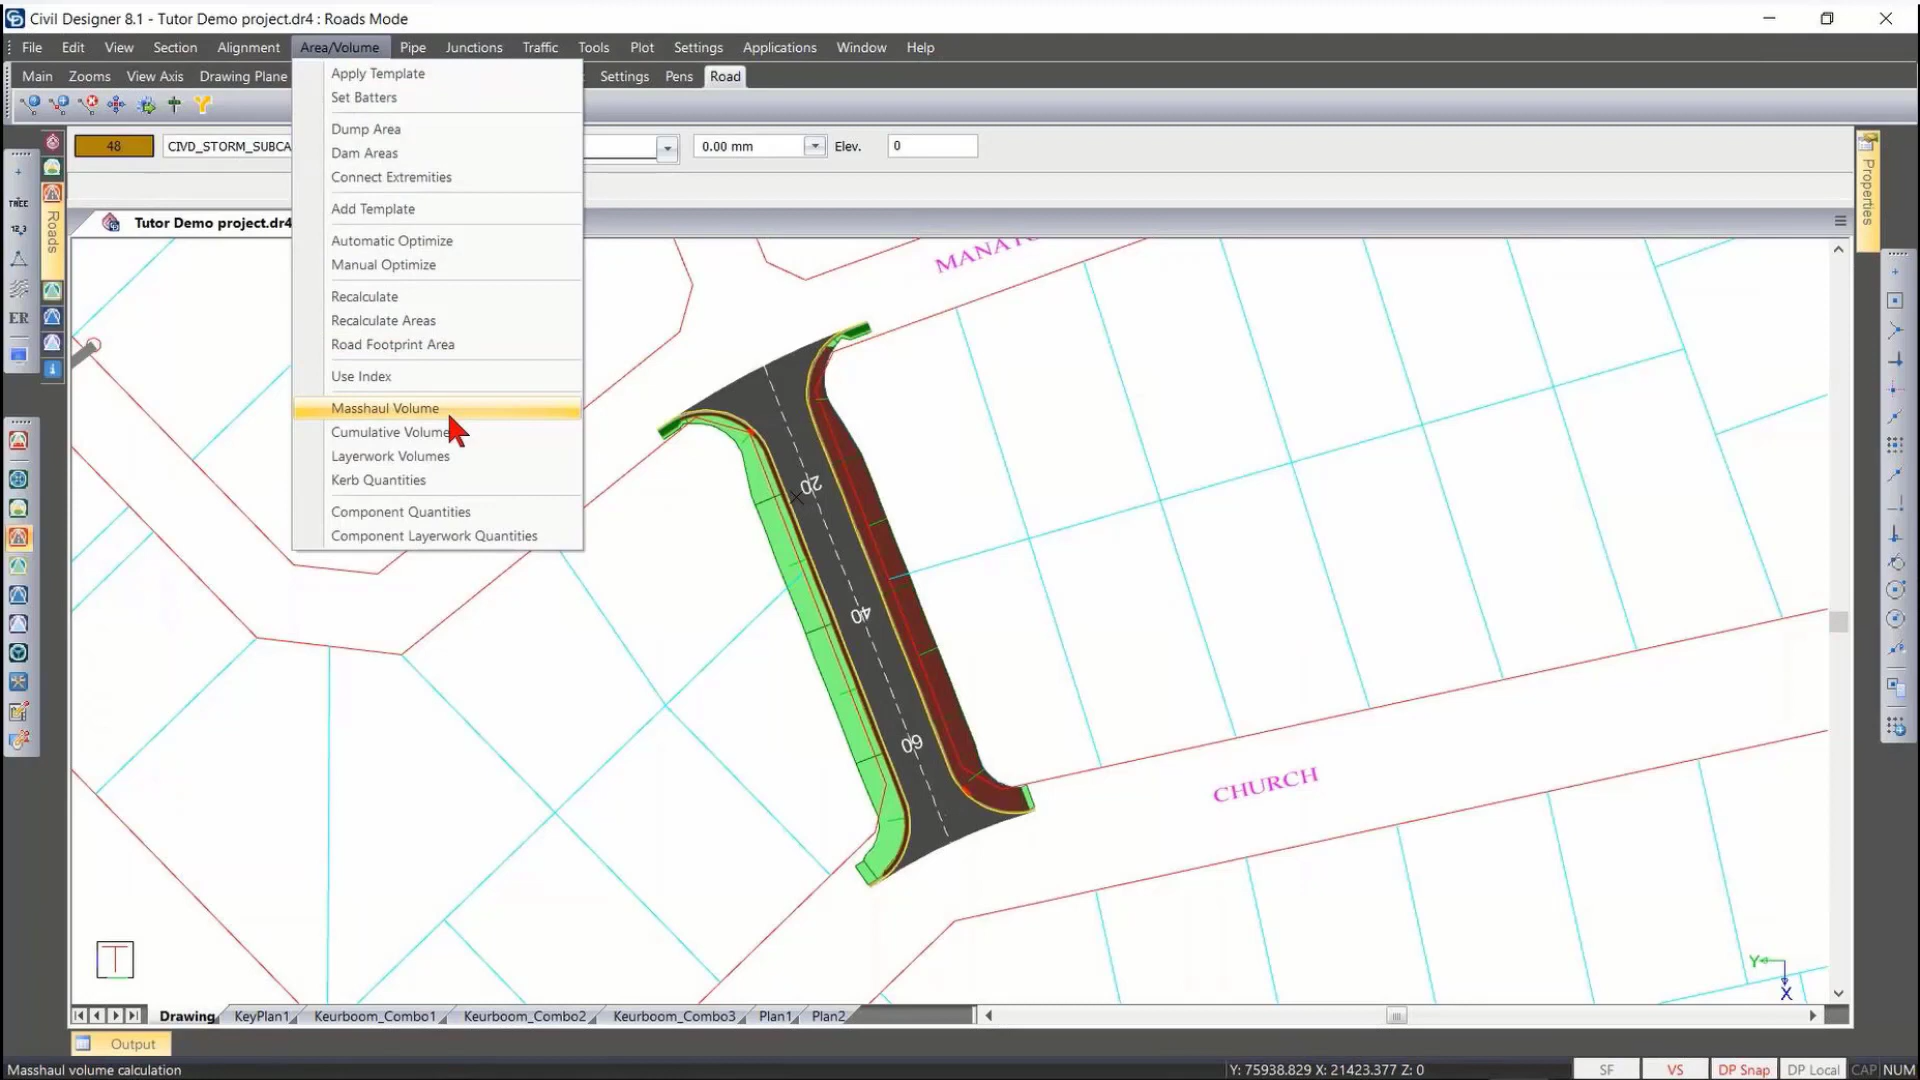 Civil Designer 8.1 - Tutor Demo project.dr4 : Roads Mode
File Edit View Section Alignment Area/Volume Pipe Junctions Traffic Tools Plot Settings Applications Window Help
Main Zooms View Axis Drawing Plane Settings Pens Road
48 CIVD_STORM_SUBCA 0.00 mm Elev. 0
Tutor Demo project.dr4
Apply Template
Set Batters
Dump Area
Dam Areas
Connect Extremities
Add Template
Automatic Optimize
Manual Optimize
Recalculate
Recalculate Areas
Road Footprint Area
Use Index
Masshaul Volume
Cumulative Volume
Layerwork Volumes
Kerb Quantities
Component Quantities
Component Layerwork Quantities
Roads
TREE
ER
Properties
MANA
20
40
60
CHURCH
T
Y
X
Drawing KeyPlan1 Keurboom_Combo1 Keurboom_Combo2 Keurboom_Combo3 Plan1 Plan2
Output
Masshaul volume calculation Y: 75938.829 X: 21423.377 Z: 0 SF VS DP Snap DP Local CAP NUM